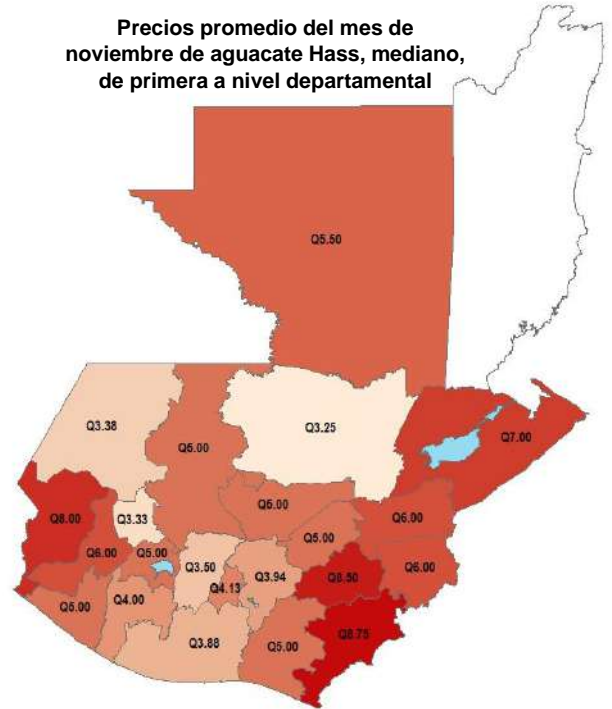 Precios promedio del mes de
noviembre de aguacate Hass, mediano,
de primera a nivel departamental
Q5.50
Q3.38
Q5.00
Q3.25
Q7.00
Q8.00
Q3.33
Q5.00
Q6.00
Q6.00
Q5.00
Q5.00
Q3.50
Q3.94
Q8.50
Q6.00
Q4.13
Q5.00
Q4.00
Q3.88
Q5.00
Q8.75